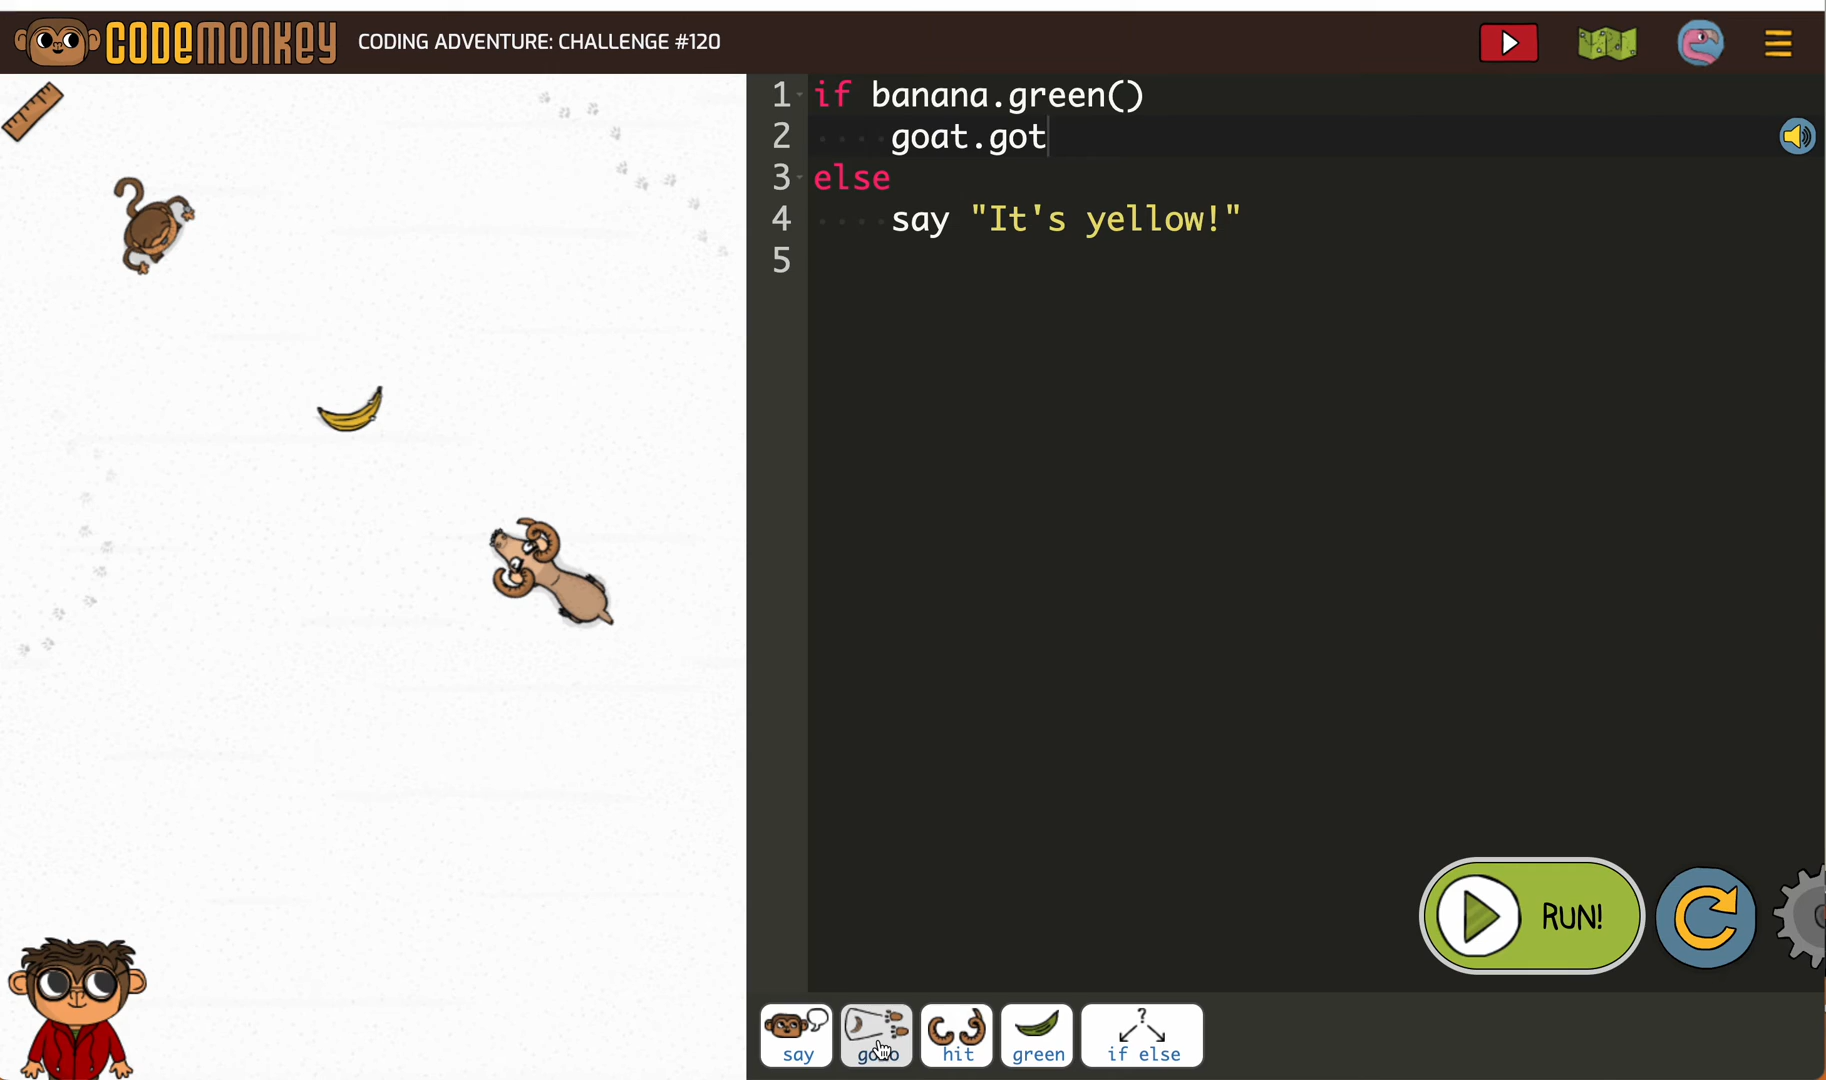 CODEMONKEY CODING ADVENTURE: CHALLENGE #120
1 if banana.green()
2 goat.got
3 else
4 say "It's yellow!"
5
RUN!
say goto hit green if else
?